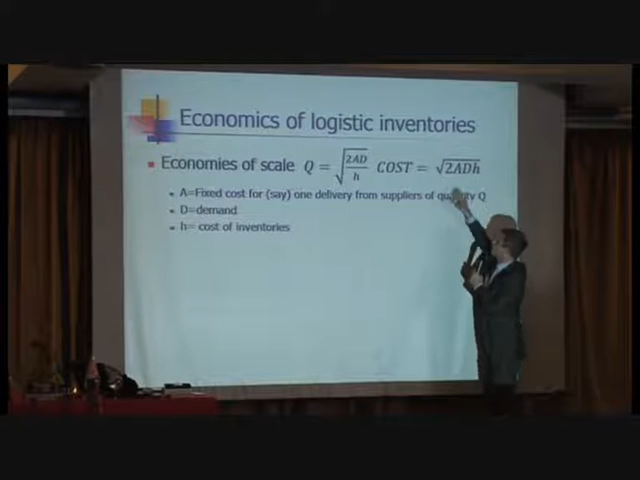 Economics of logistic inventories
Economies of scale Q = √(2AD/h) COST = √2ADh
A=Fixed cost for (say) one delivery from suppliers of quantity Q
D=demand
h= cost of inventories